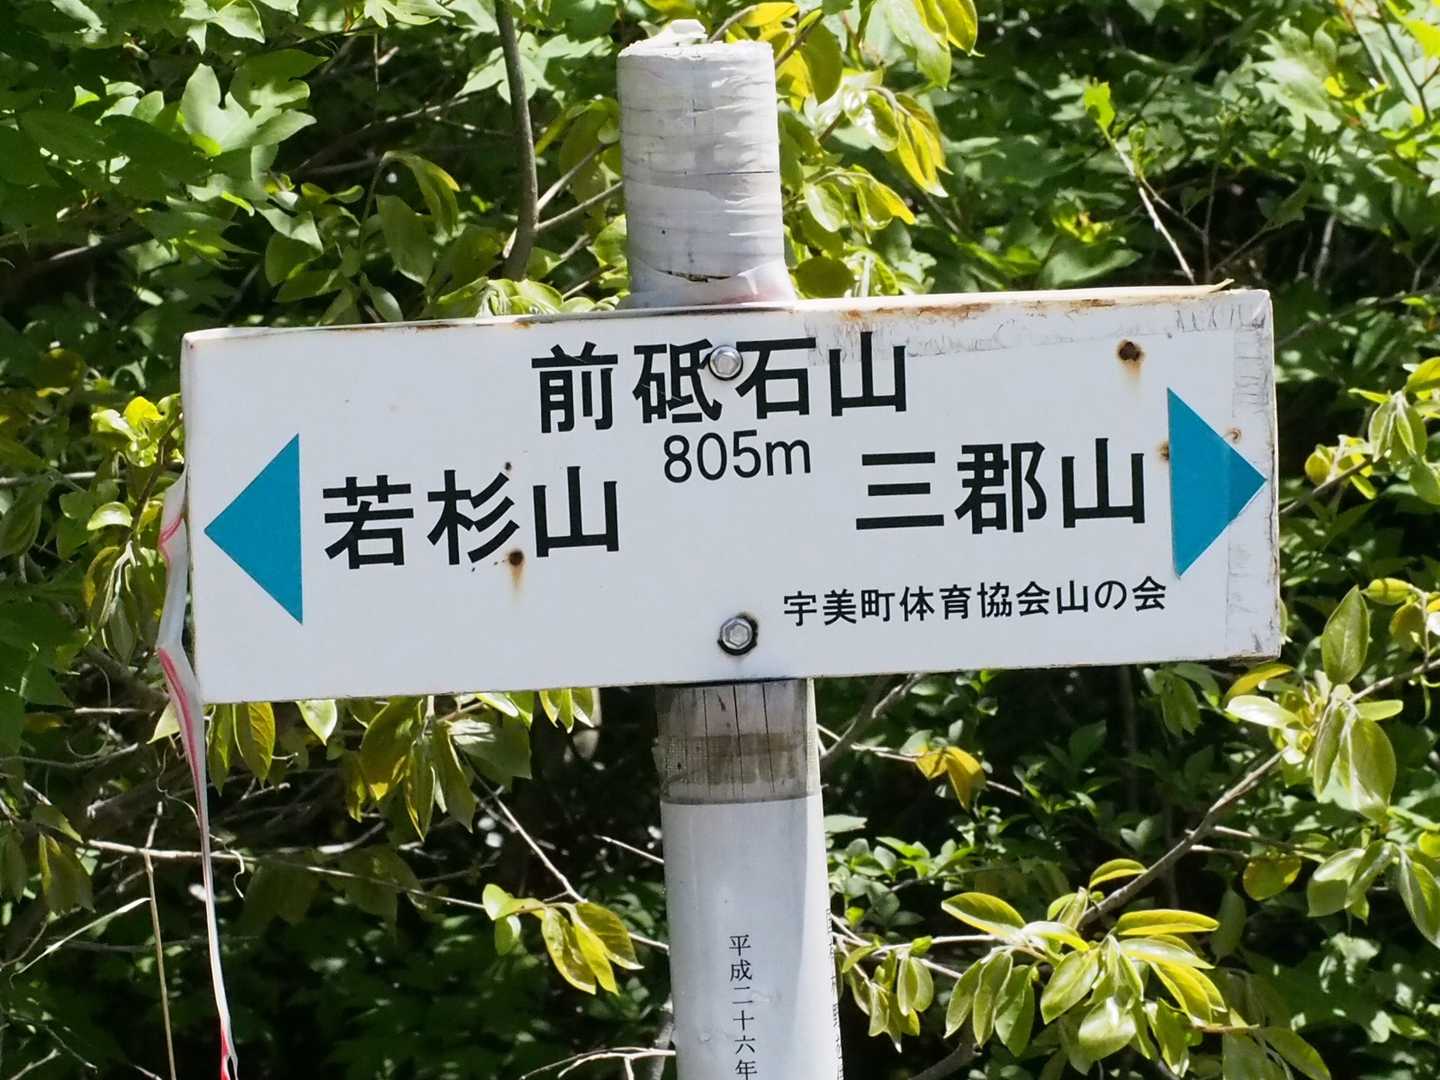 前砥石山
805m
若杉山
三郡山
宇美町体育協会山の会
平成二十六年